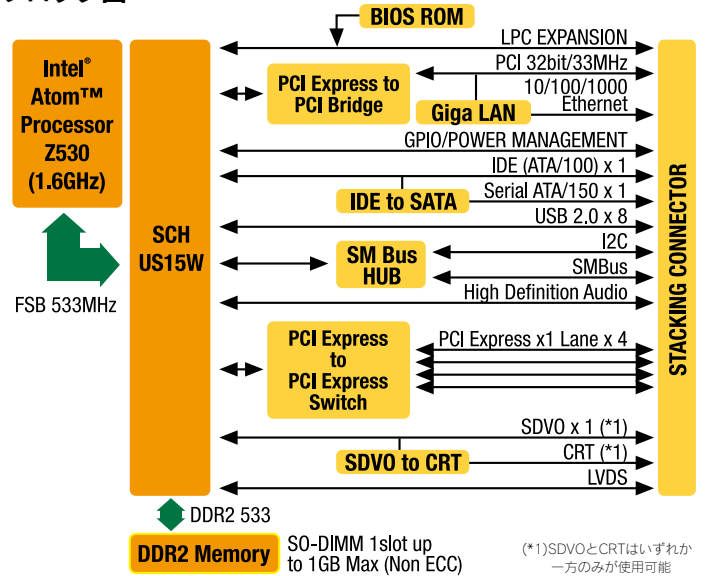 BIOS ROM
LPC EXPANSION
Intel®
Atom™
Processor
Z530
(1.6GHz)
PCI Express to
PCI Bridge
PCI 32bit/33MHz
10/100/1000
Ethernet
Giga LAN
GPIO/POWER MANAGEMENT
IDE (ATA/100) x 1
IDE to SATA
Serial ATA/150 x 1
USB 2.0 x 8
SCH
US15W
SM Bus
HUB
I2C
SMBus
High Definition Audio
FSB 533MHz
STACKING CONNECTOR
PCI Express
to
PCI Express
Switch
PCI Express x1 Lane x 4
SDVO x 1 (*1)
SDVO to CRT
CRT (*1)
LVDS
DDR2 533
DDR2 Memory
SO-DIMM 1slot up
to 1GB Max (Non ECC)
(*1)SDVOとCRTはいずれか
一方のみが使用可能